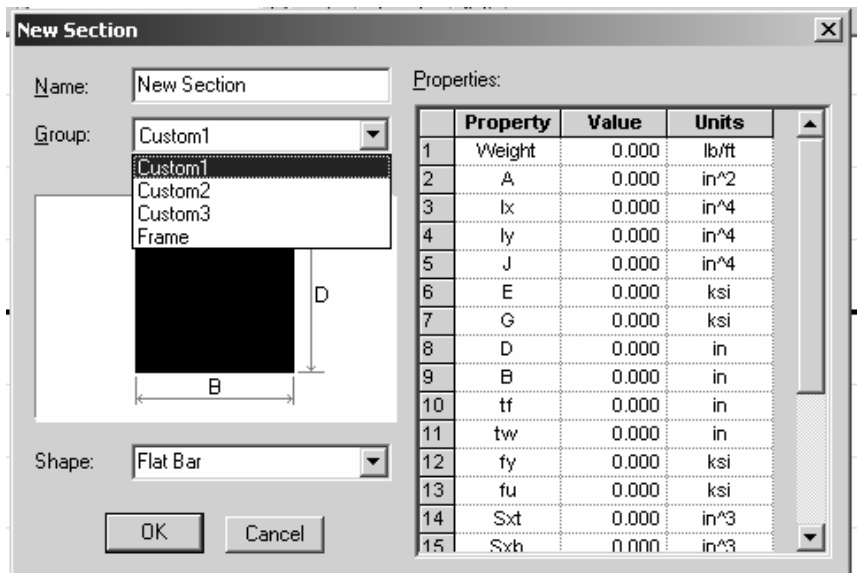 New Section
Name: New Section
Group: Custom1
Custom1
Custom2
Custom3
Frame
D
B
Shape: Flat Bar
OK Cancel
Properties:
Property Value Units
1 Weight 0.000 lb/ft
2 A 0.000 in^2
3 Ix 0.000 in^4
4 Iy 0.000 in^4
5 J 0.000 in^4
6 E 0.000 ksi
7 G 0.000 ksi
8 D 0.000 in
9 B 0.000 in
10 tf 0.000 in
11 tw 0.000 in
12 fy 0.000 ksi
13 fu 0.000 ksi
14 Sxt 0.000 in^3
15 Sxb 0.000 in^3